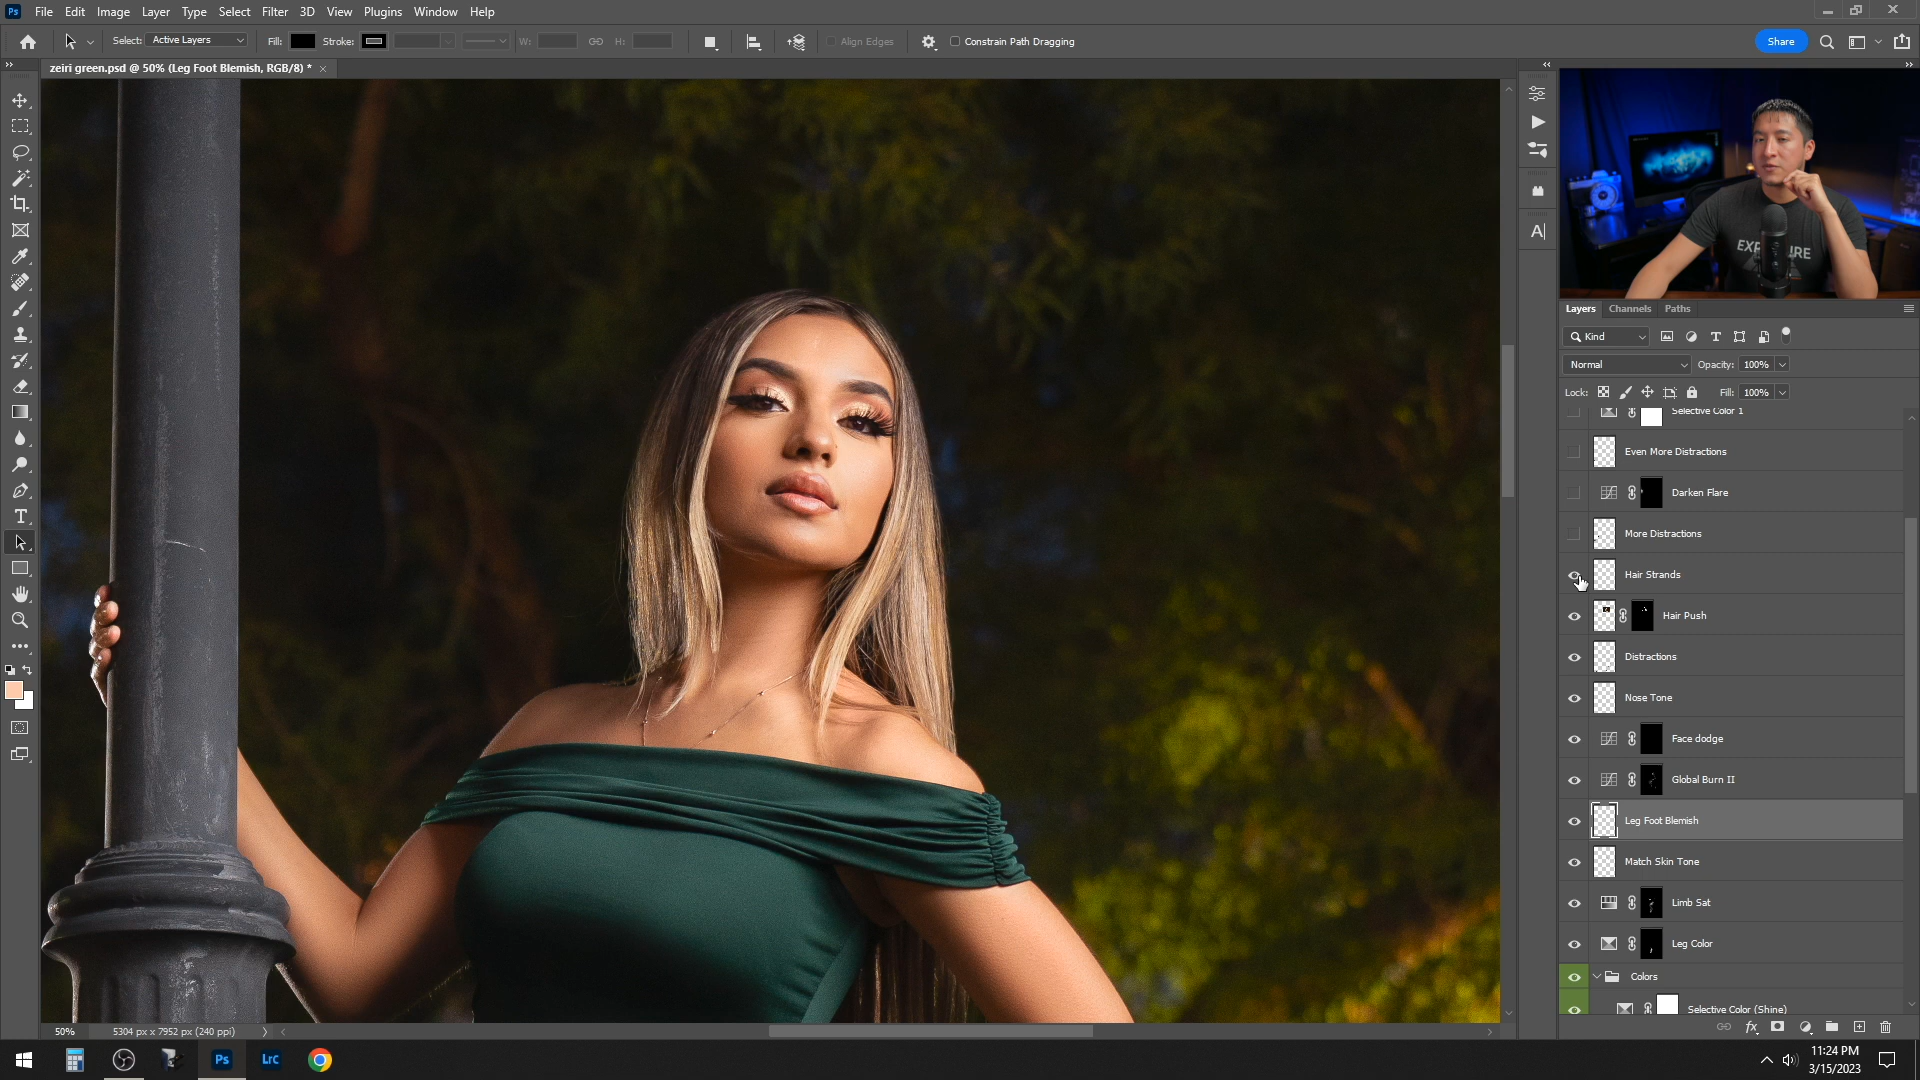 Ps File Edit Image Layer Type Select Filter 3D View Plugins Window Help
Select: Active Layers Fill: Stroke: W: H: Align Edges Constrain Path Dragging Share
zeiri green.psd @ 50% (Leg Foot Blemish, RGB/8) * ×
Layers Channels Paths
Kind
Normal Opacity: 100%
Lock: Fill: 100%
Selective Color 1
Even More Distractions
Darken Flare
More Distractions
Hair Strands
Hair Push
Distractions
Nose Tone
Face dodge
Global Burn II
Leg Foot Blemish
Match Skin Tone
Limb Sat
Leg Color
Colors
Selective Color (Shine)
fx
50% 5304 px x 7952 px (240 ppi)
Ps LrC
11:24 PM
3/15/2023